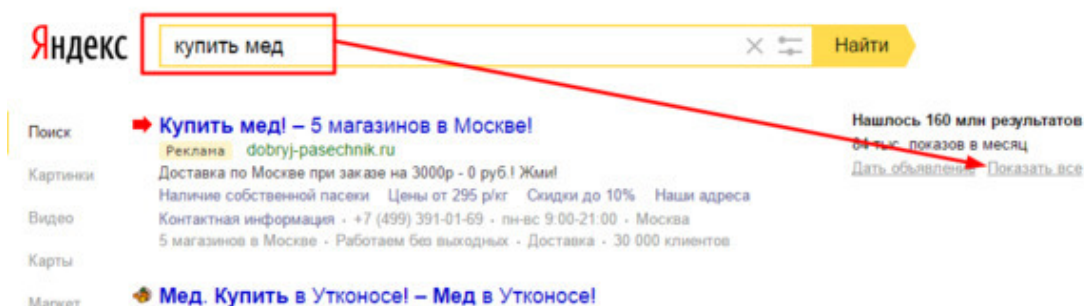 Яндекс
купить мед
Найти
Поиск
Картинки
Видео
Карты
Маркет
Купить мед! – 5 магазинов в Москве!
Реклама dobryj-pasechnik.ru
Доставка по Москве при заказе на 3000р - 0 руб.! Жми!
Наличие собственной пасеки Цены от 295 р/кг Скидки до 10% Наши адреса
Контактная информация · +7 (499) 391-01-69 · пн-вс 9:00-21:00 · Москва
5 магазинов в Москве · Работаем без выходных · Доставка · 30 000 клиентов
Мед. Купить в Утконосе! – Мед в Утконосе!
Нашлось 160 млн результатов
84 тыс. показов в месяц
Дать объявление Показать все